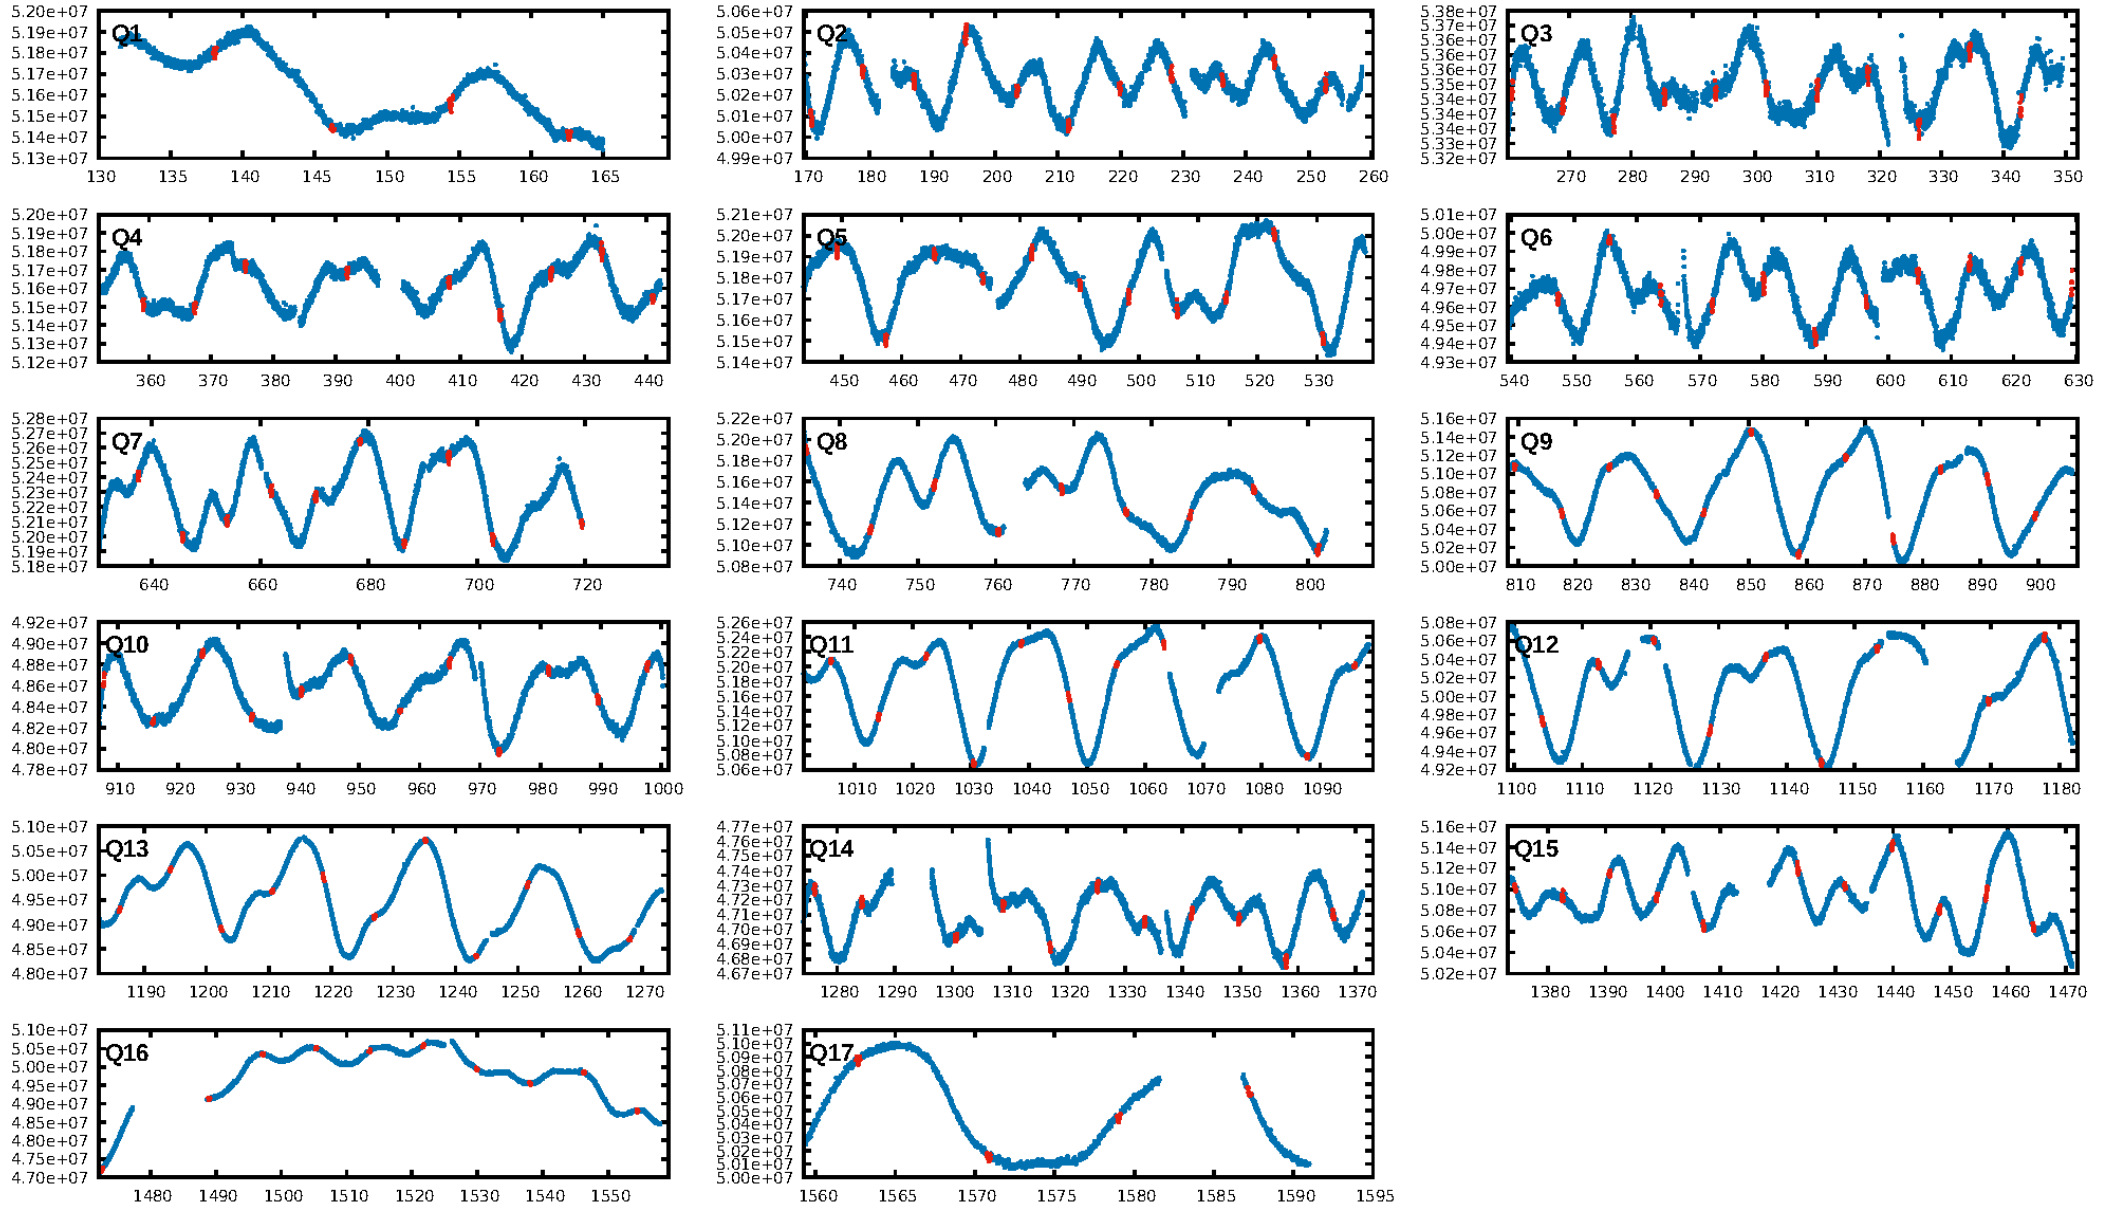 Q1
5.20e+07
5.19e+07
5.18e+07
5.17e+07
5.16e+07
5.15e+07
5.14e+07
5.13e+07
130 135 140 145 150 155 160 165
Q2
5.06e+07
5.05e+07
5.04e+07
5.03e+07
5.02e+07
5.01e+07
5.00e+07
4.99e+07
170 180 190 200 210 220 230 240 250 260
Q3
5.38e+07
5.37e+07
5.36e+07
5.36e+07
5.35e+07
5.34e+07
5.34e+07
5.33e+07
5.32e+07
270 280 290 300 310 320 330 340 350
Q4
5.20e+07
5.19e+07
5.18e+07
5.17e+07
5.16e+07
5.15e+07
5.14e+07
5.13e+07
5.12e+07
360 370 380 390 400 410 420 430 440
Q5
5.21e+07
5.20e+07
5.19e+07
5.18e+07
5.17e+07
5.16e+07
5.15e+07
5.14e+07
450 460 470 480 490 500 510 520 530
Q6
5.01e+07
5.00e+07
4.99e+07
4.98e+07
4.97e+07
4.96e+07
4.95e+07
4.94e+07
4.93e+07
540 550 560 570 580 590 600 610 620 630
Q7
5.28e+07
5.27e+07
5.26e+07
5.25e+07
5.24e+07
5.23e+07
5.22e+07
5.21e+07
5.20e+07
5.19e+07
5.18e+07
640 660 680 700 720
Q8
5.22e+07
5.20e+07
5.18e+07
5.16e+07
5.14e+07
5.12e+07
5.10e+07
5.08e+07
740 750 760 770 780 790 800
Q9
5.16e+07
5.14e+07
5.12e+07
5.10e+07
5.08e+07
5.06e+07
5.04e+07
5.02e+07
5.00e+07
810 820 830 840 850 860 870 880 890 900
Q10
4.92e+07
4.90e+07
4.88e+07
4.86e+07
4.84e+07
4.82e+07
4.80e+07
4.78e+07
910 920 930 940 950 960 970 980 990 1000
Q11
5.26e+07
5.24e+07
5.22e+07
5.20e+07
5.18e+07
5.16e+07
5.14e+07
5.12e+07
5.10e+07
5.08e+07
5.06e+07
1010 1020 1030 1040 1050 1060 1070 1080 1090
Q12
5.08e+07
5.06e+07
5.04e+07
5.02e+07
5.00e+07
4.98e+07
4.96e+07
4.94e+07
4.92e+07
1100 1110 1120 1130 1140 1150 1160 1170 1180
Q13
5.10e+07
5.05e+07
5.00e+07
4.95e+07
4.90e+07
4.85e+07
4.80e+07
1190 1200 1210 1220 1230 1240 1250 1260 1270
Q14
4.77e+07
4.76e+07
4.75e+07
4.74e+07
4.73e+07
4.72e+07
4.71e+07
4.70e+07
4.69e+07
4.68e+07
4.67e+07
1280 1290 1300 1310 1320 1330 1340 1350 1360 1370
Q15
5.16e+07
5.14e+07
5.12e+07
5.10e+07
5.08e+07
5.06e+07
5.04e+07
5.02e+07
1380 1390 1400 1410 1420 1430 1440 1450 1460 1470
Q16
5.10e+07
5.05e+07
5.00e+07
4.95e+07
4.90e+07
4.85e+07
4.80e+07
4.75e+07
4.70e+07
1480 1490 1500 1510 1520 1530 1540 1550
Q17
5.11e+07
5.10e+07
5.09e+07
5.08e+07
5.07e+07
5.06e+07
5.05e+07
5.04e+07
5.03e+07
5.02e+07
5.01e+07
5.00e+07
1560 1565 1570 1575 1580 1585 1590 1595